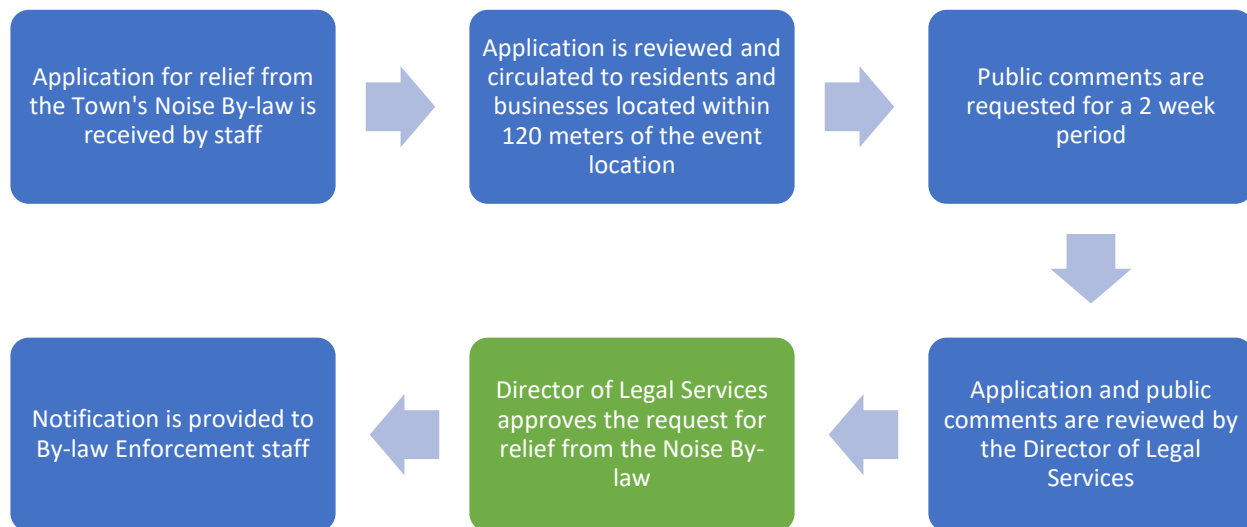 Application for relief from
the Town's Noise By-law is
received by staff
Application is reviewed and
circulated to residents and
businesses located within
120 meters of the event
location
Public comments are
requested for a 2 week
period
Application and public
comments are reviewed by
the Director of Legal
Services
Director of Legal Services
approves the request for
relief from the Noise By-
law
Notification is provided to
By-law Enforcement staff